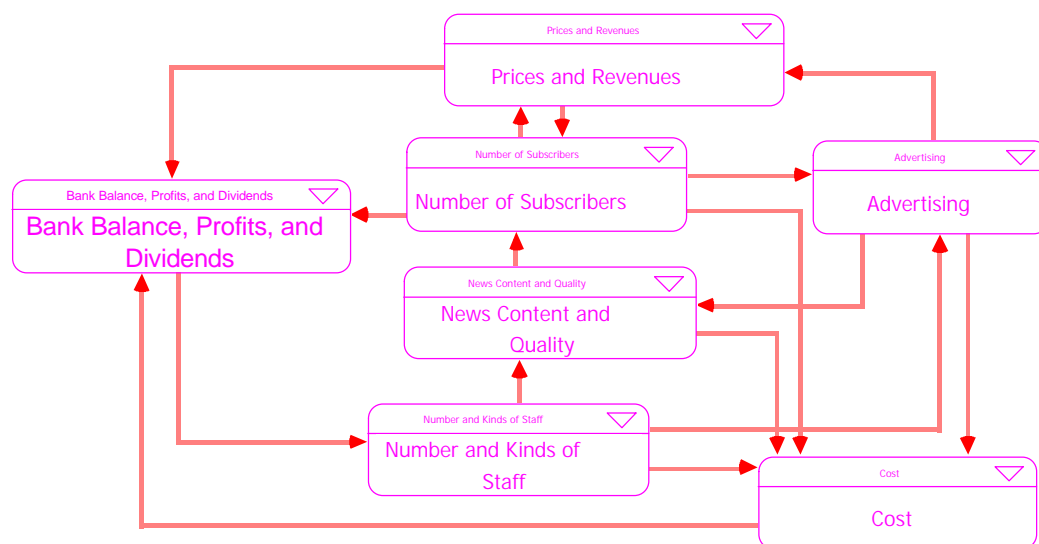 Prices and Revenues
Prices and Revenues
Number of Subscribers
Number of Subscribers
Advertising
Advertising
Bank Balance, Profits, and Dividends
Bank Balance, Profits, and
Dividends
News Content and Quality
News Content and
Quality
Number and Kinds of Staff
Number and Kinds of
Staff
Cost
Cost